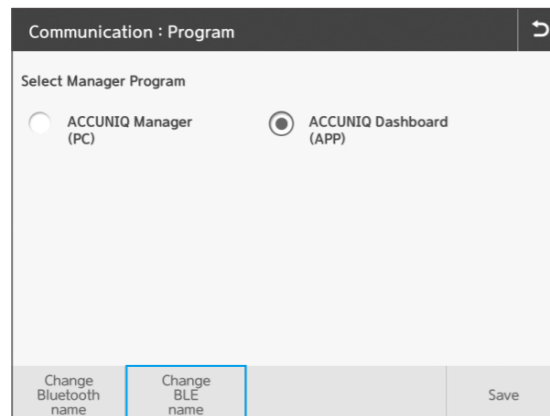 Communication : Program
Select Manager Program
ACCUNIQ Manager
(PC)
ACCUNIQ Dashboard
(APP)
Change
Bluetooth
name
Change
BLE
name
Save